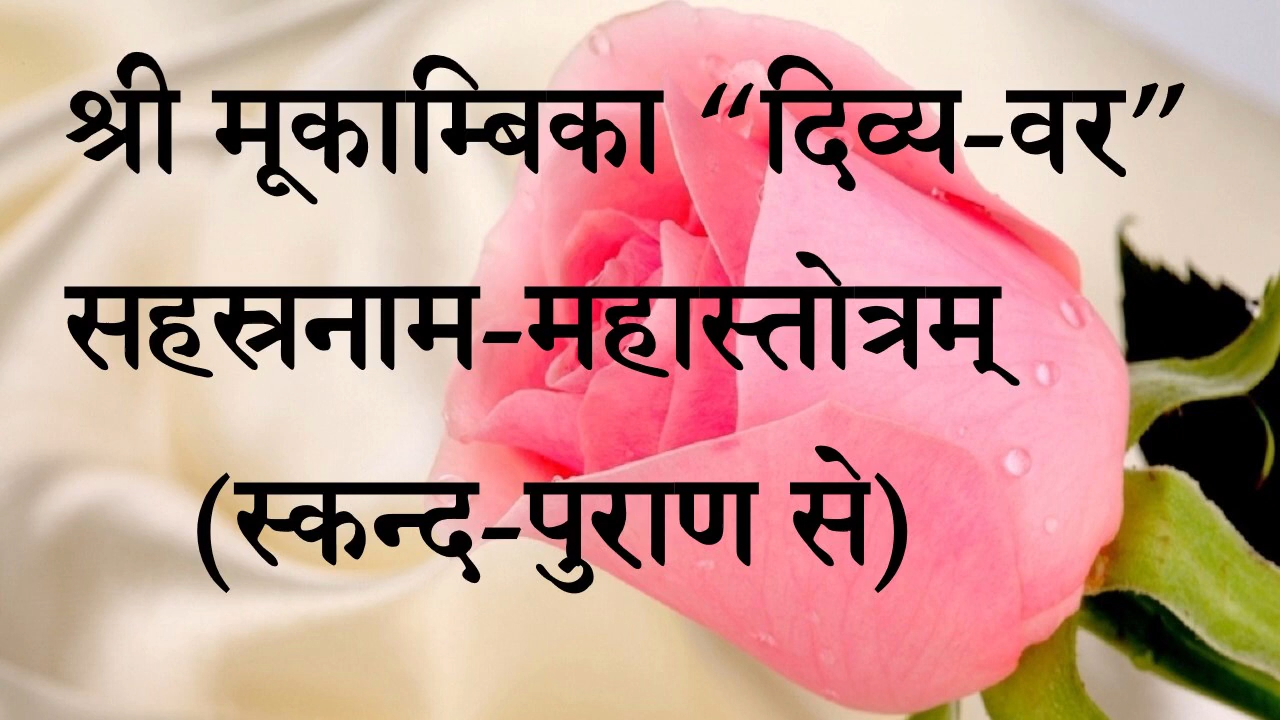 श्री मूकाम्बिका “दिव्य-वर”
सहस्रनाम-महास्तोत्रम्
(स्कन्द-पुराण से)